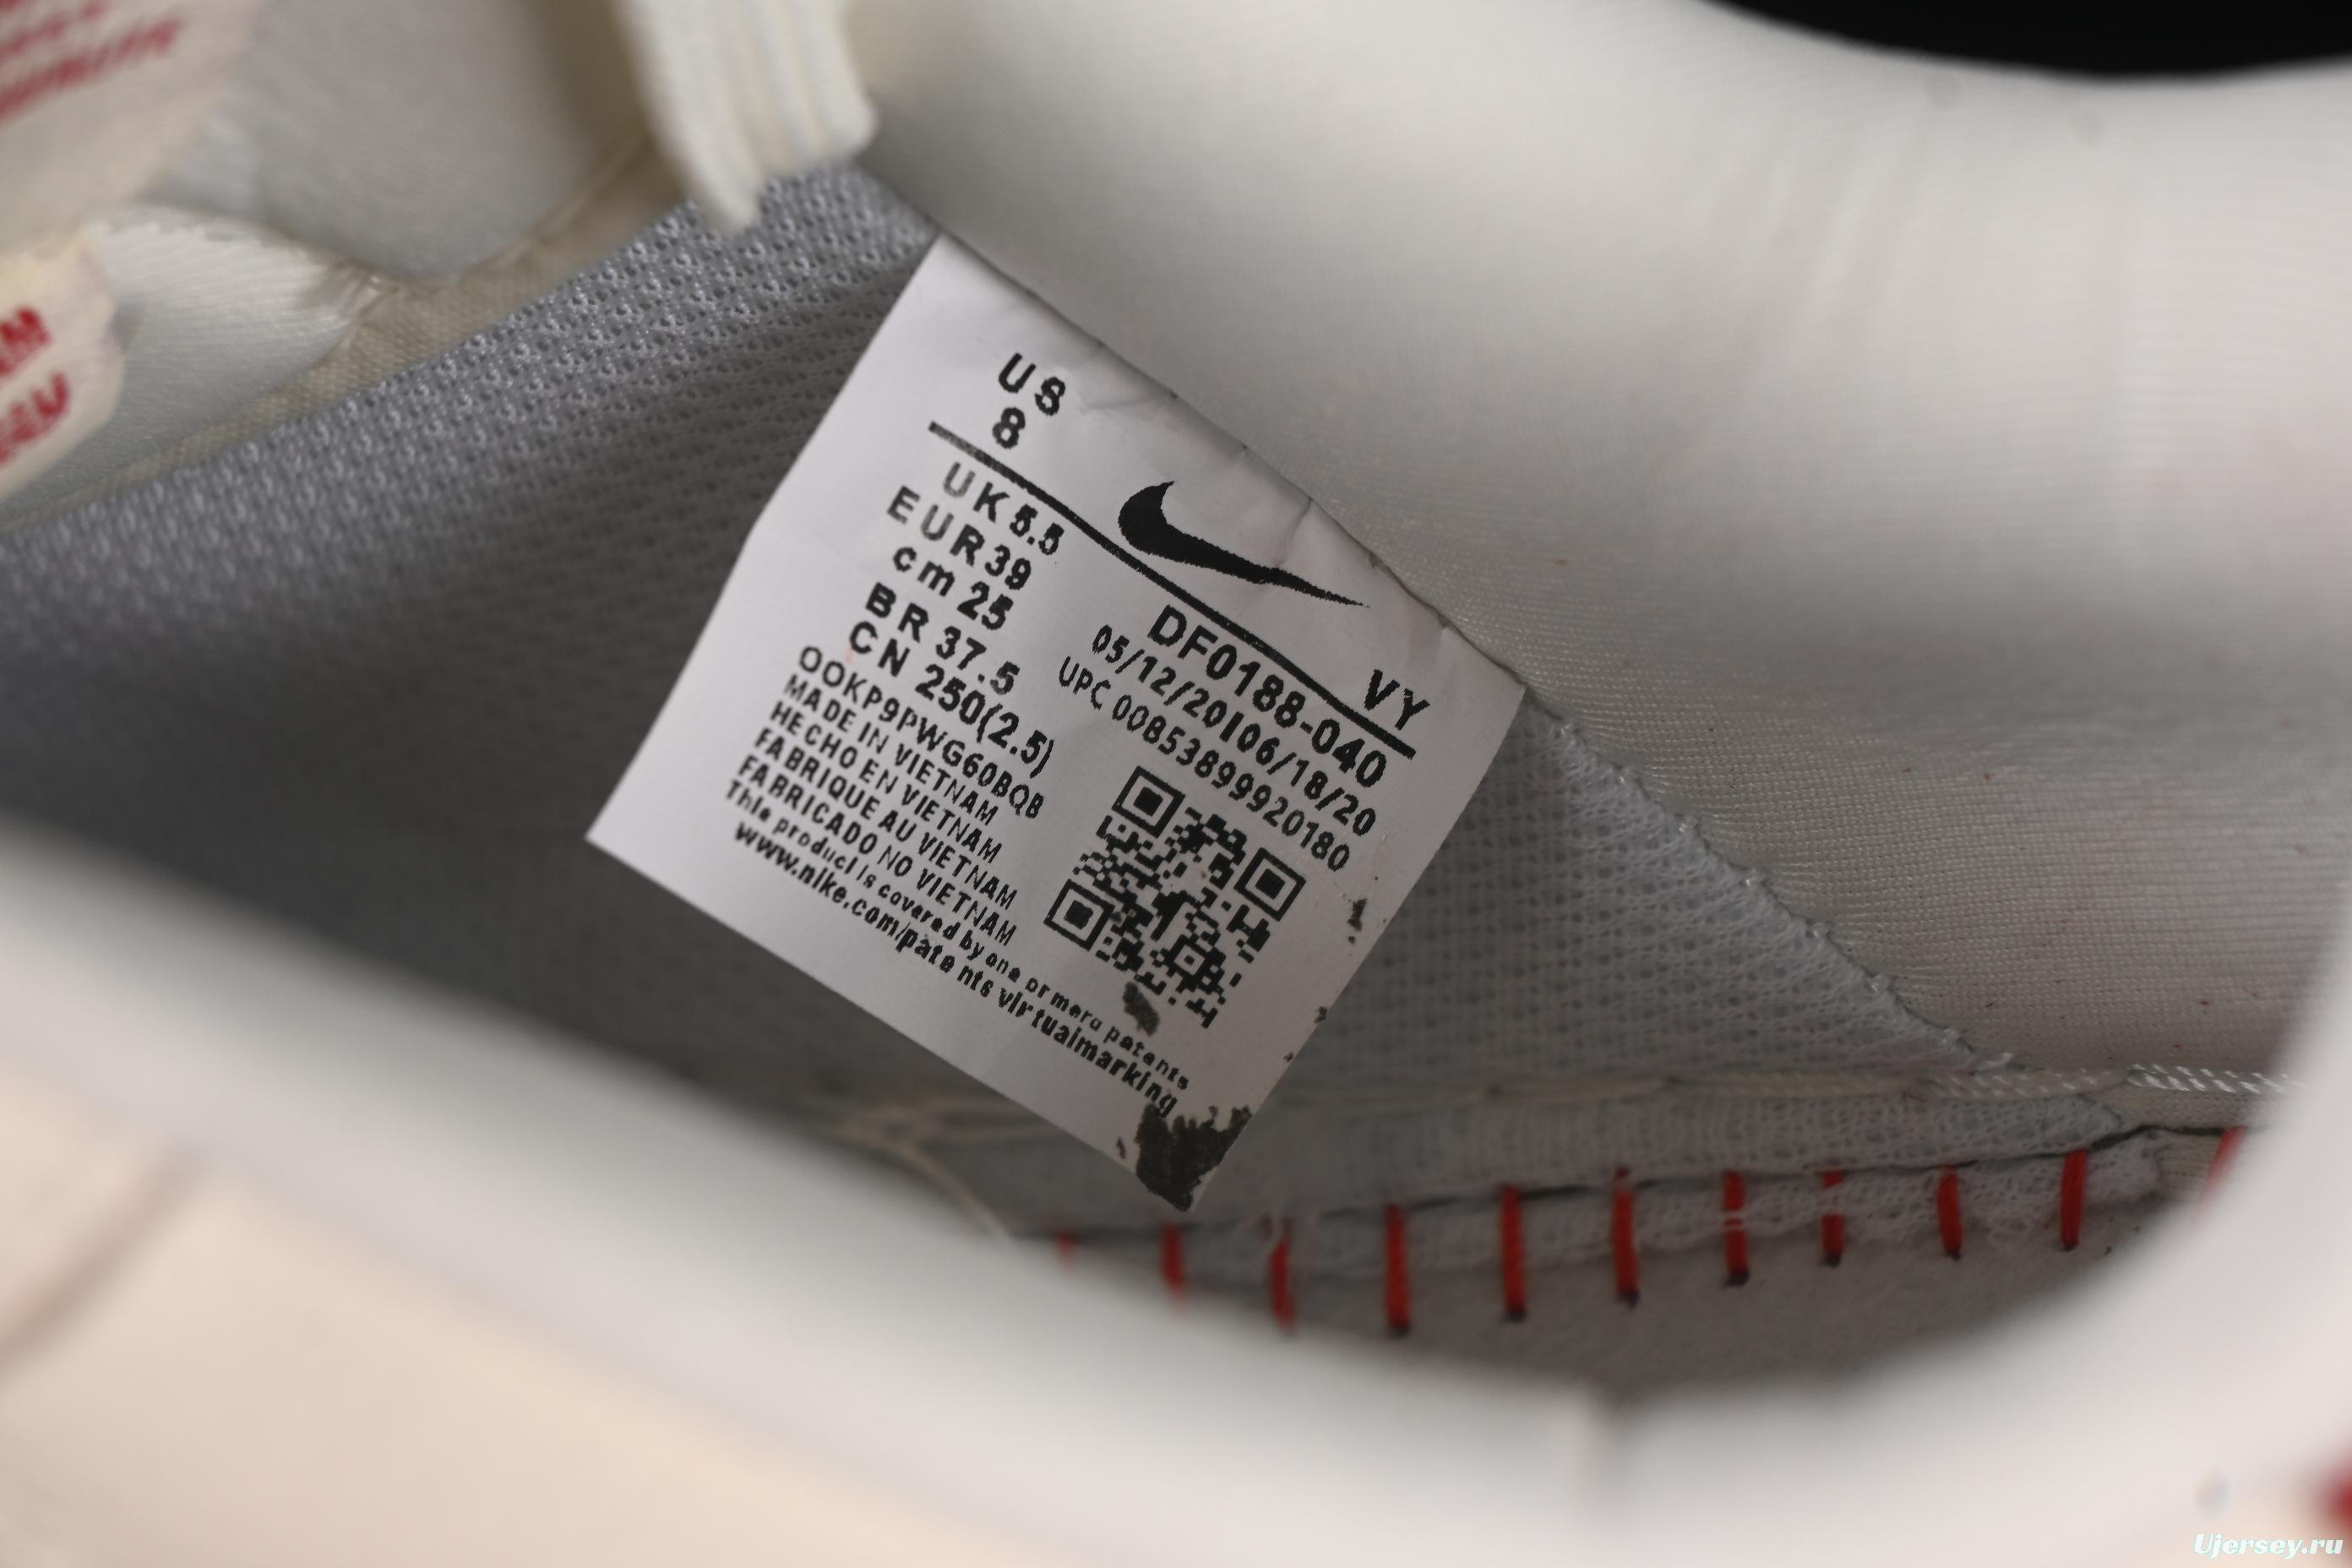 US
8
VY
UK 5.5
EUR 39
cm 25
BR 37.5
CN 250(2.5)
DF0188-040
05/12/20|06/18/20
UPC 00853899920180
OOKP9PWG60BQB
MADE IN VIETNAM
HECHO EN VIETNAM
FABRIQUE AU VIETNAM
FABRICADO NO VIETNAM
This product is covered by one or mera patents
www.nike.com/patents virtualmarking
Ujersey.ru